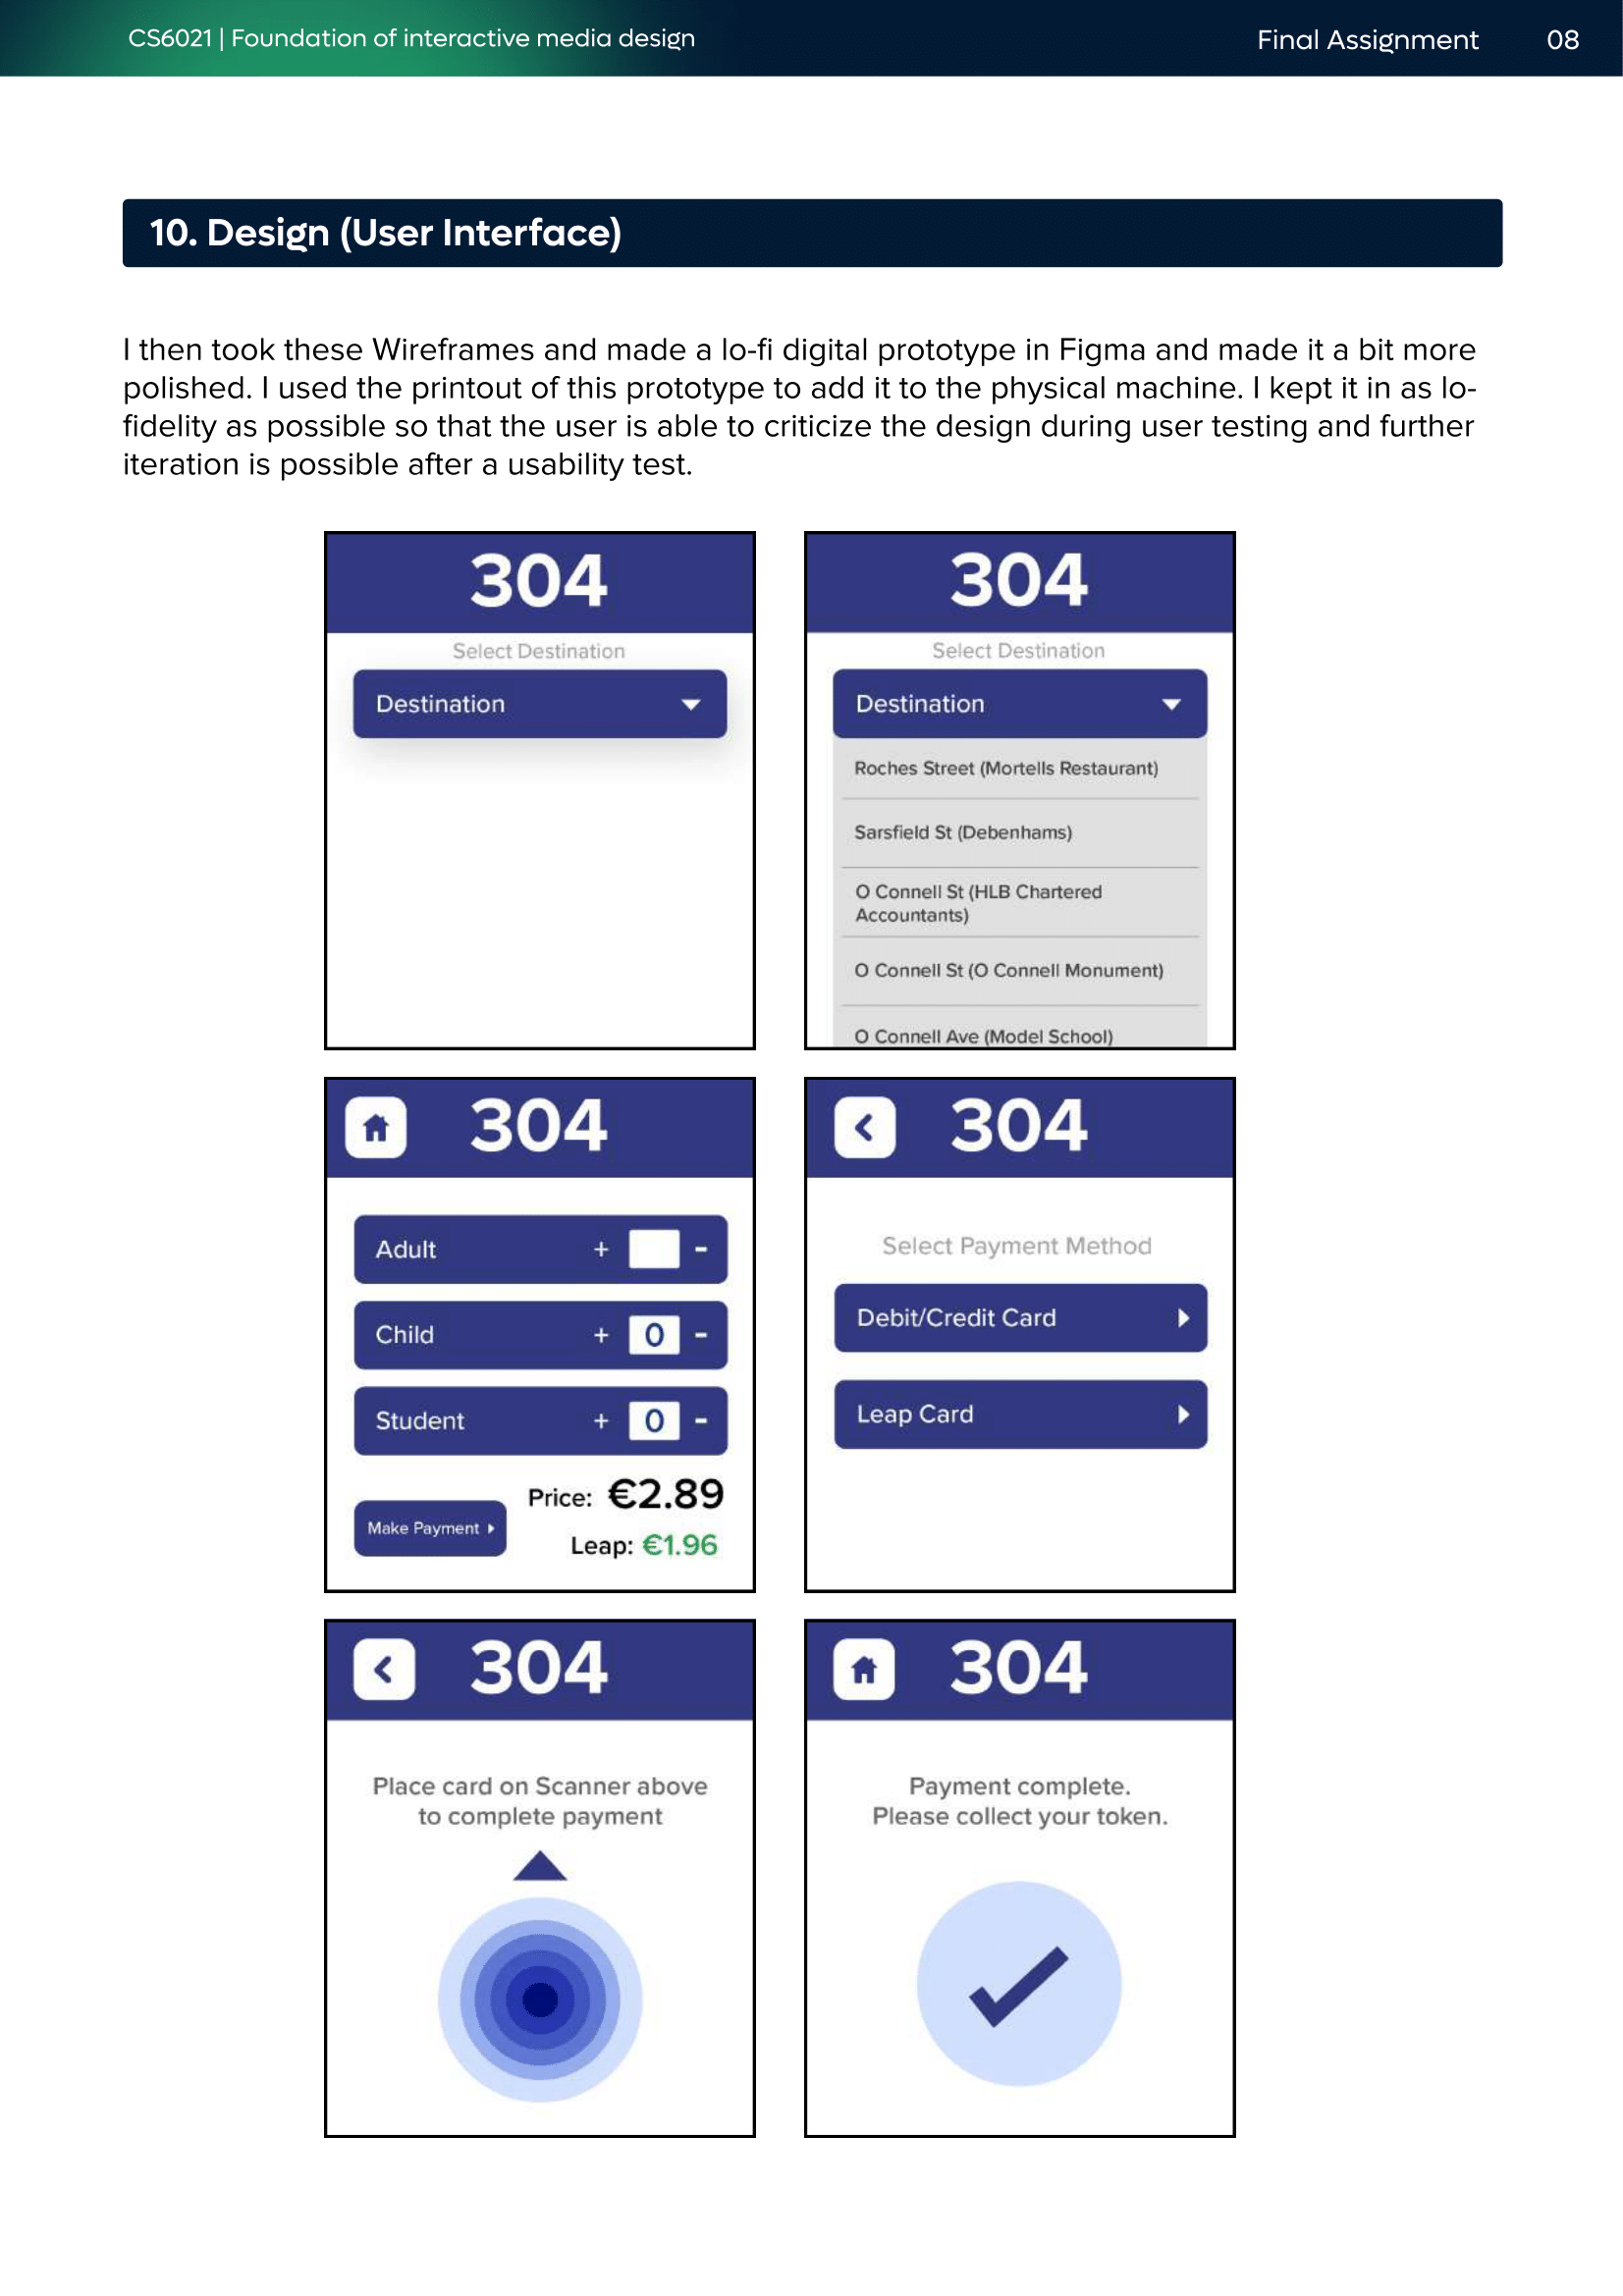 CS6021 | Foundation of interactive media design
Final Assignment
08
10. Design (User Interface)
I then took these Wireframes and made a lo-fi digital prototype in Figma and made it a bit more
polished. I used the printout of this prototype to add it to the physical machine. I kept it in as lo-
fidelity as possible so that the user is able to criticize the design during user testing and further
iteration is possible after a usability test.
304
Select Destination
Destination
304
Select Destination
Destination
Roches Street (Mortells Restaurant)
Sarsfield St (Debenhams)
O Connell St (HLB Chartered
Accountants)
O Connell St (O Connell Monument)
O Connell Ave (Model School)
304
Adult + -
Child + 0 -
Student + 0 -
Price: €2.89
Make Payment
Leap: €1.96
304
Select Payment Method
Debit/Credit Card
Leap Card
304
Place card on Scanner above
to complete payment
304
Payment complete.
Please collect your token.